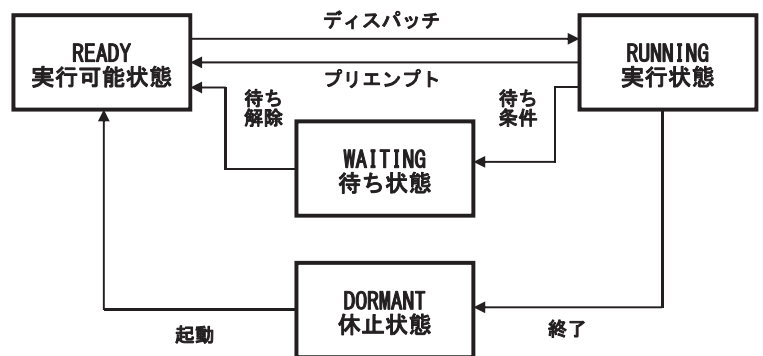 ディスパッチ
READY
実行可能状態
RUNNING
実行状態
プリエンプト
待ち
解除
待ち
条件
WAITING
待ち状態
DORMANT
休止状態
起動
終了